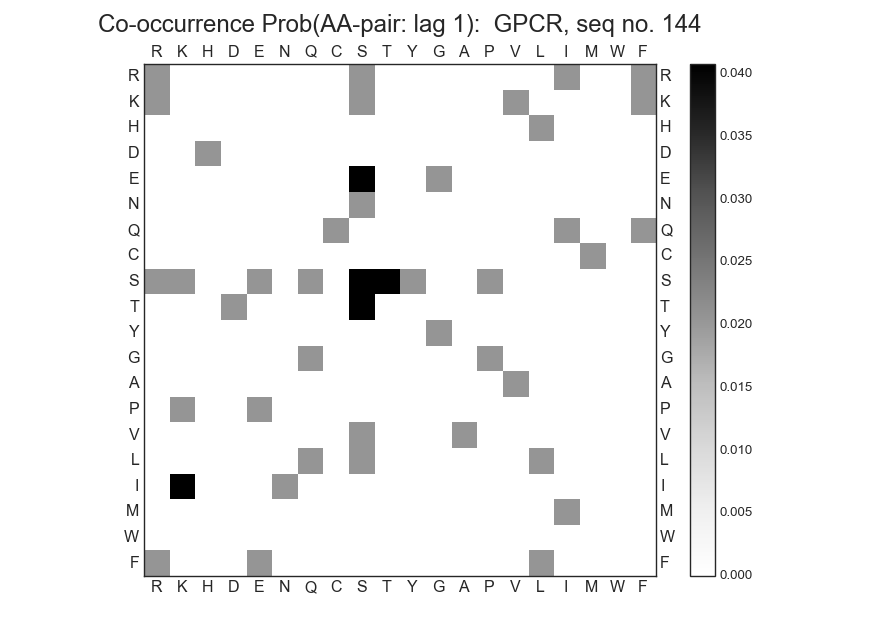 Co-occurrence Prob(AA-pair: lag 1):  GPCR, seq no. 144
R K H D E N Q C S T Y G A P V L I M W F
R R 0.040
K K
H H 0.035
D D
E E 0.030
N N
Q Q 0.025
C C
S S
T T 0.020
Y Y
G G 0.015
A A
P P
V V 0.010
L L
I I 0.005
M M
W W
F F 0.000
R K H D E N Q C S T Y G A P V L I M W F